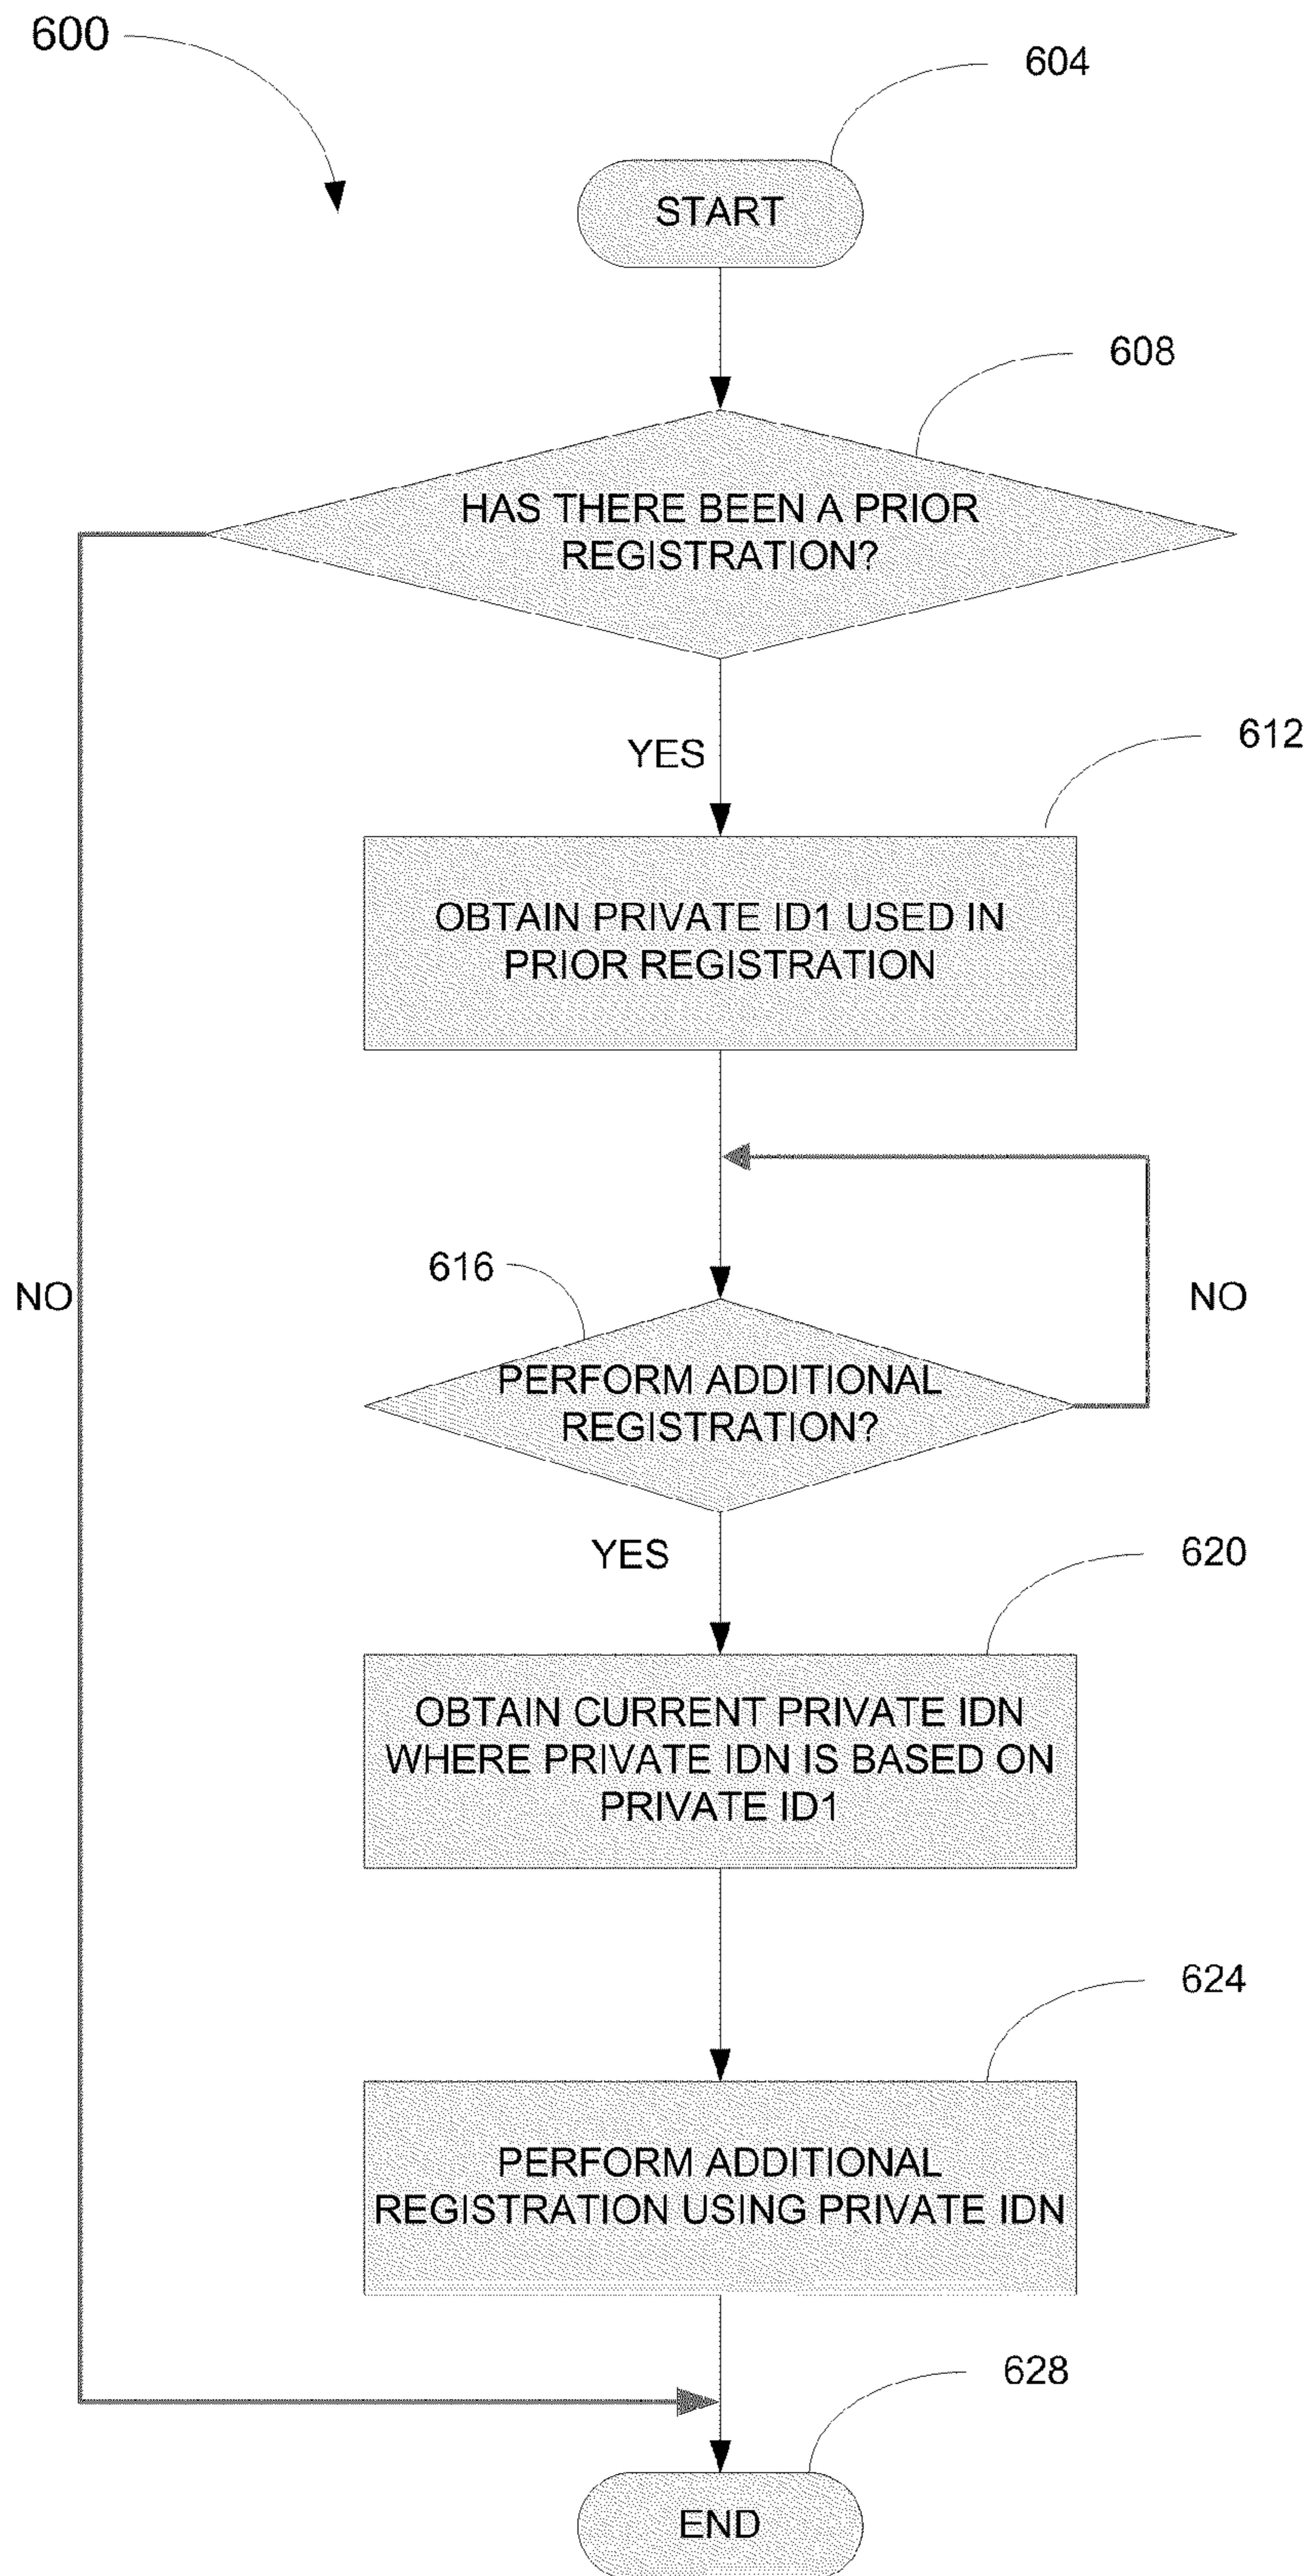 600
604
START
608
HAS THERE BEEN A PRIOR
REGISTRATION?
YES
612
OBTAIN PRIVATE ID1 USED IN
PRIOR REGISTRATION
616
NO
NO
PERFORM ADDITIONAL
REGISTRATION?
YES
620
OBTAIN CURRENT PRIVATE IDN
WHERE PRIVATE IDN IS BASED ON
PRIVATE ID1
624
PERFORM ADDITIONAL
REGISTRATION USING PRIVATE IDN
628
END